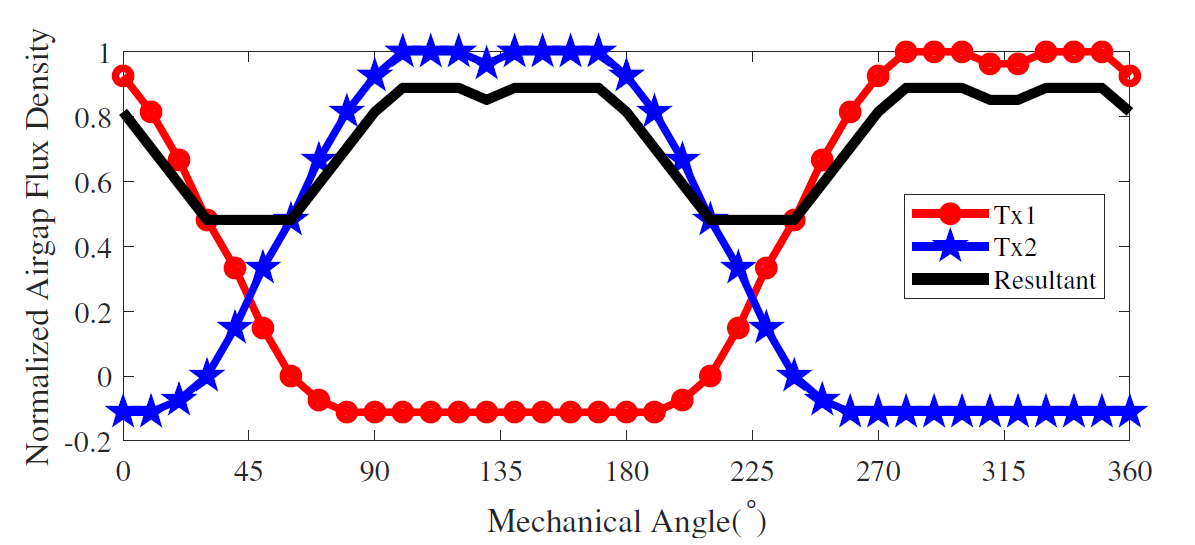 Normalized Airgap Flux Density
1
0.8
0.6
0.4
0.2
0
-0.2
0 45 90 135 180 225 270 315 360
Mechanical Angle(°)
Tx1
Tx2
Resultant